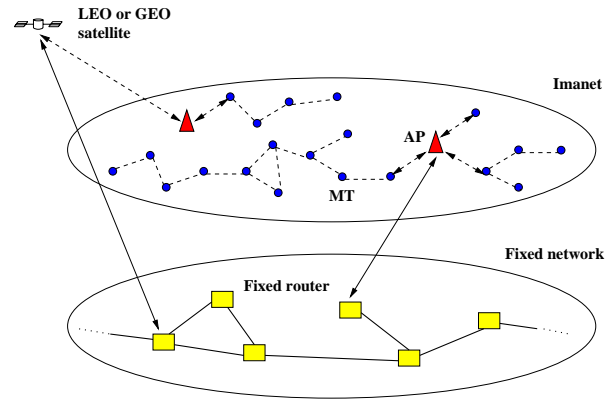 LEO or GEO
satellite
Imanet
AP
MT
Fixed network
Fixed router